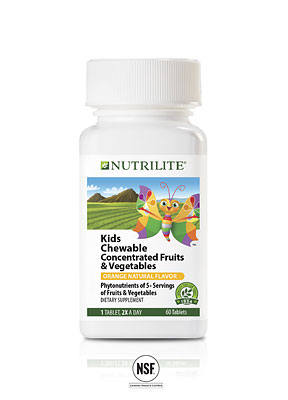 NUTRILITE®
Kids
Chewable
Concentrated Fruits
& Vegetables
ORANGE NATURAL FLAVOR
Phytonutrients of 5+ Servings
of Fruits & Vegetables
DIETARY SUPPLEMENT
1934
1 TABLET, 2X A DAY
60 Tablets
NSF